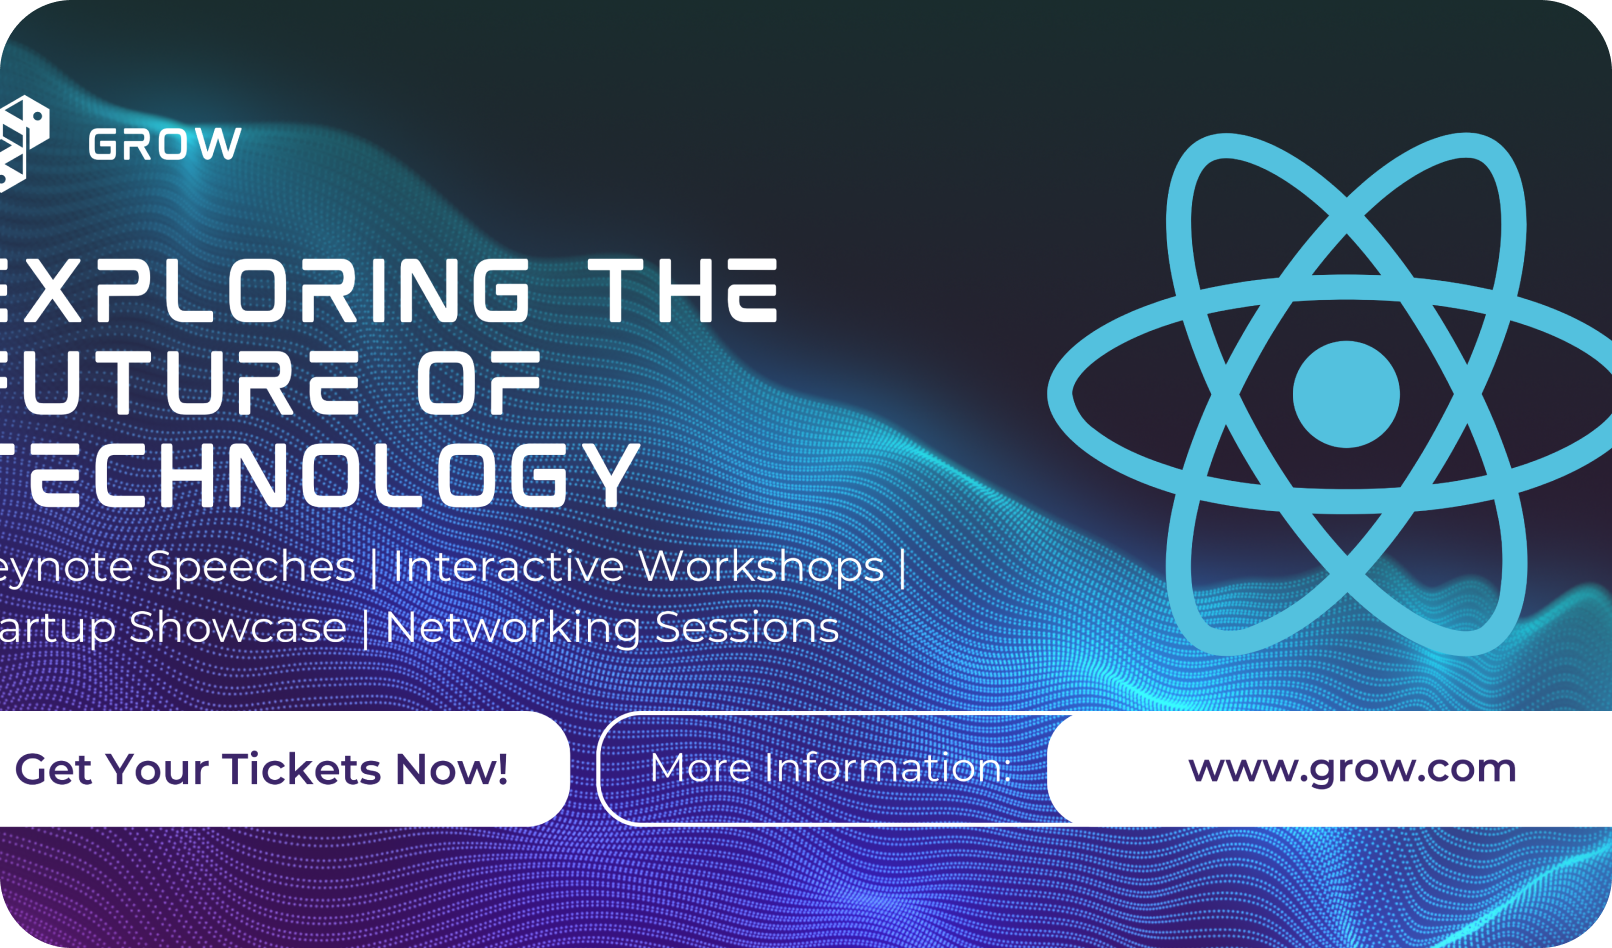 GROW
EXPLORING THE
FUTURE OF
TECHNOLOGY
eynote Speeches | Interactive Workshops |
artup Showcase | Networking Sessions
Get Your Tickets Now!
More Information:
www.grow.com